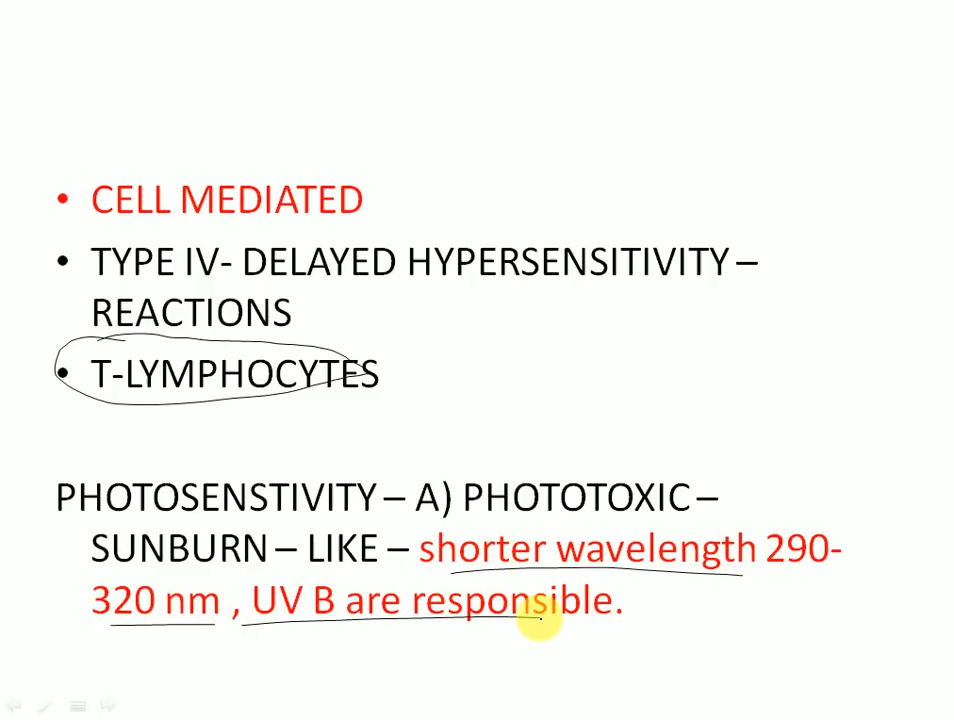 • CELL MEDIATED
• TYPE IV- DELAYED HYPERSENSITIVITY –
REACTIONS
• T-LYMPHOCYTES
PHOTOSENSTIVITY – A) PHOTOTOXIC –
SUNBURN – LIKE – shorter wavelength 290-
320 nm , UV B are responsible.